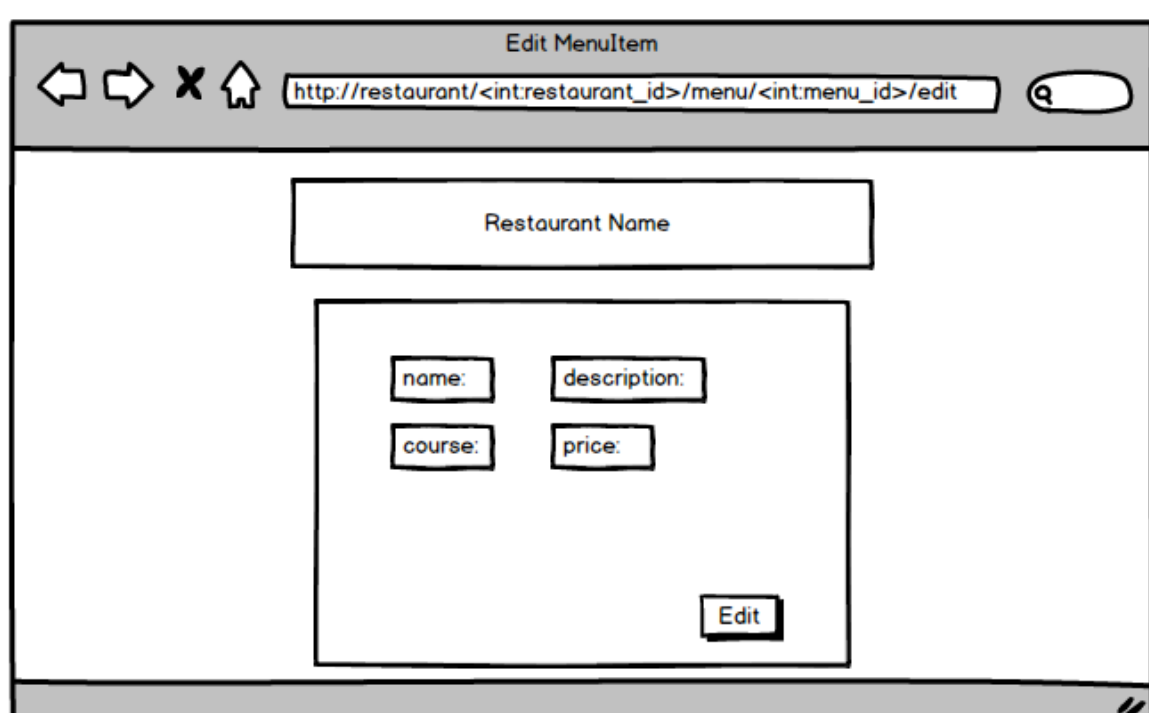 Edit MenuItem
http://restaurant/<int:restaurant_id>/menu/<int:menu_id>/edit
Restaurant Name
name: description:
course: price:
Edit